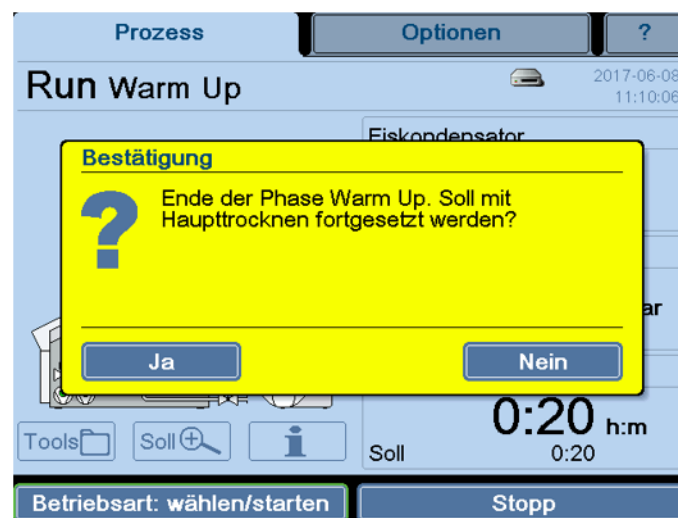 Prozess
Optionen
?
Run Warm Up
2017-06-08
11:10:06
Eiskondensator
Bestätigung
Ende der Phase Warm Up. Soll mit
Haupttrocknen fortgesetzt werden?
ar
Ja
Nein
0:20 h:m
Tools
Soll
i
Soll
0:20
Betriebsart: wählen/starten
Stopp